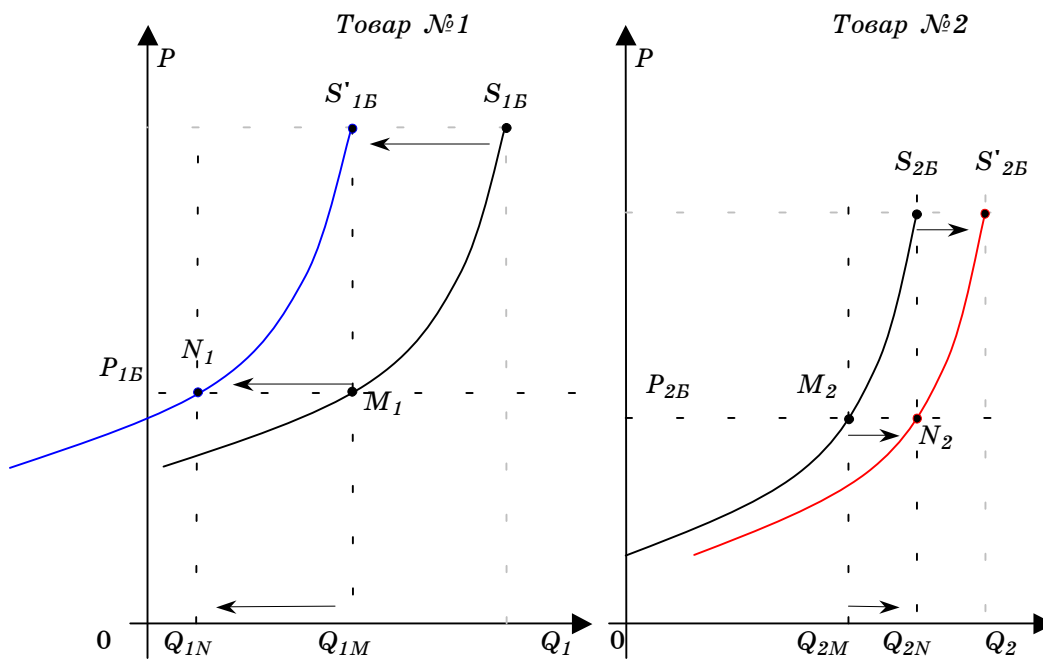 Товар №1
Товар №2
P
P
S'1Б
S1Б
S2Б
S'2Б
N1
P1Б
M1
P2Б
M2
N2
0
Q1N
Q1M
Q1
0
Q2M
Q2N
Q2